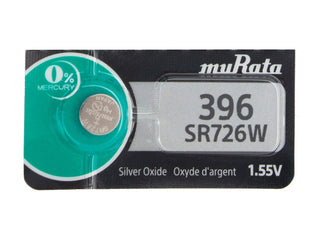 muRata
0%
MERCURY
396
SR726W
Silver Oxide Oxyde d'argent 1.55V